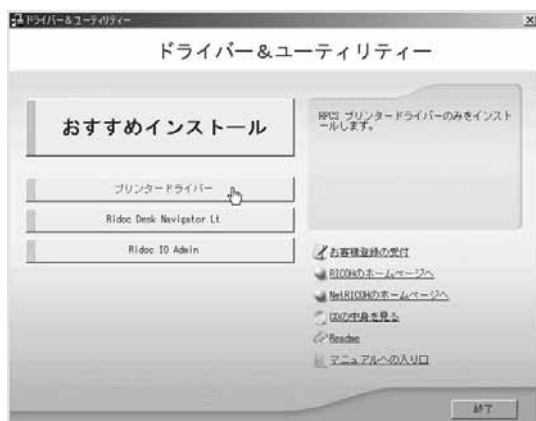 ドライバー&ユーティリティー
ドライバー&ユーティリティー
おすすめインストール
プリンタードライバー
Ridoc Desk Navigator Lt
Ridoc IO Admin
RPCS プリンタードライバーのみをインスト
ールします。
お客様登録の受付
RICOHのホームページへ
NetRICOHのホームページへ
CDの中身を見る
Readme
マニュアルへの入り口
終了